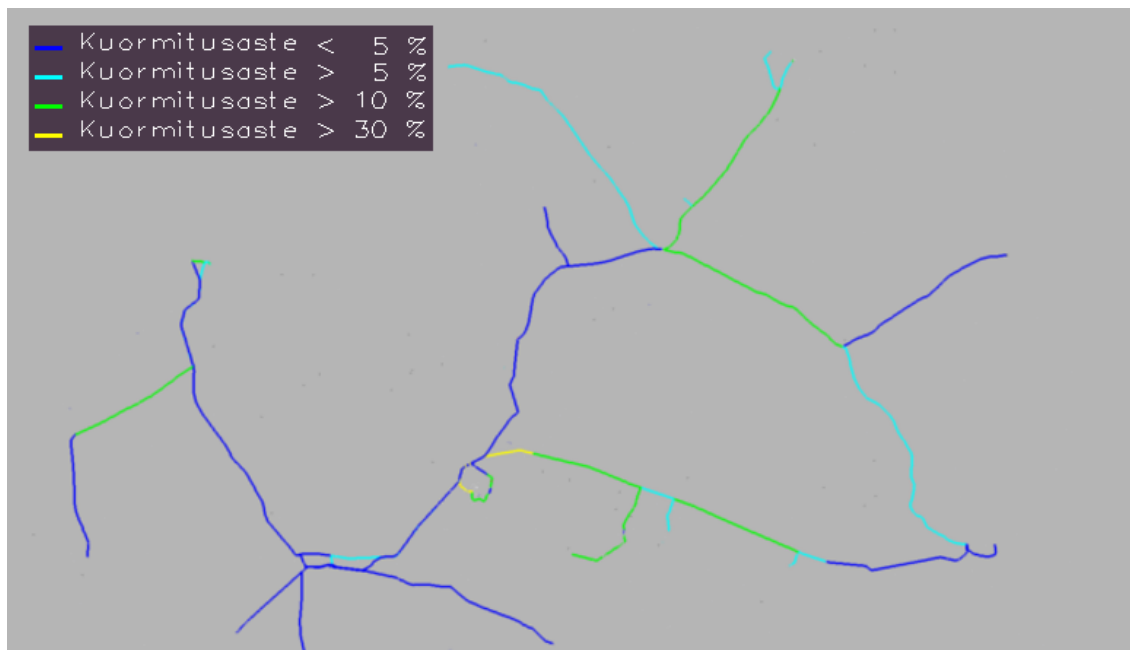 Kuormitusaste < 5 %
Kuormitusaste > 5 %
Kuormitusaste > 10 %
Kuormitusaste > 30 %